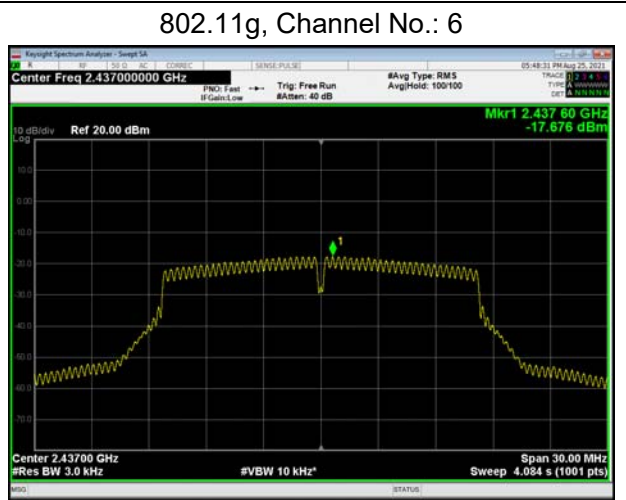 802.11g, Channel No.: 6
Keysight Spectrum Analyzer - Swept SA
R RF 50 Ω AC CORREC SENSE:PULSE 05:48:31 PM Aug 25, 2021
Center Freq 2.437000000 GHz
PNO: Fast
IFGain:Low
Trig: Free Run
#Atten: 40 dB
#Avg Type: RMS
Avg|Hold: 100/100
TRACE 1 2 3 4 5 6
TYPE A WWWWW
DET A N N N N N
Mkr1 2.437 60 GHz
-17.676 dBm
10 dB/div Ref 20.00 dBm
Log
10.0
0.00
-10.0
-20.0
-30.0
-40.0
-50.0
-60.0
-70.0
1
Center 2.43700 GHz
Span 30.00 MHz
#Res BW 3.0 kHz
#VBW 10 kHz*
Sweep 4.084 s (1001 pts)
MSG
STATUS